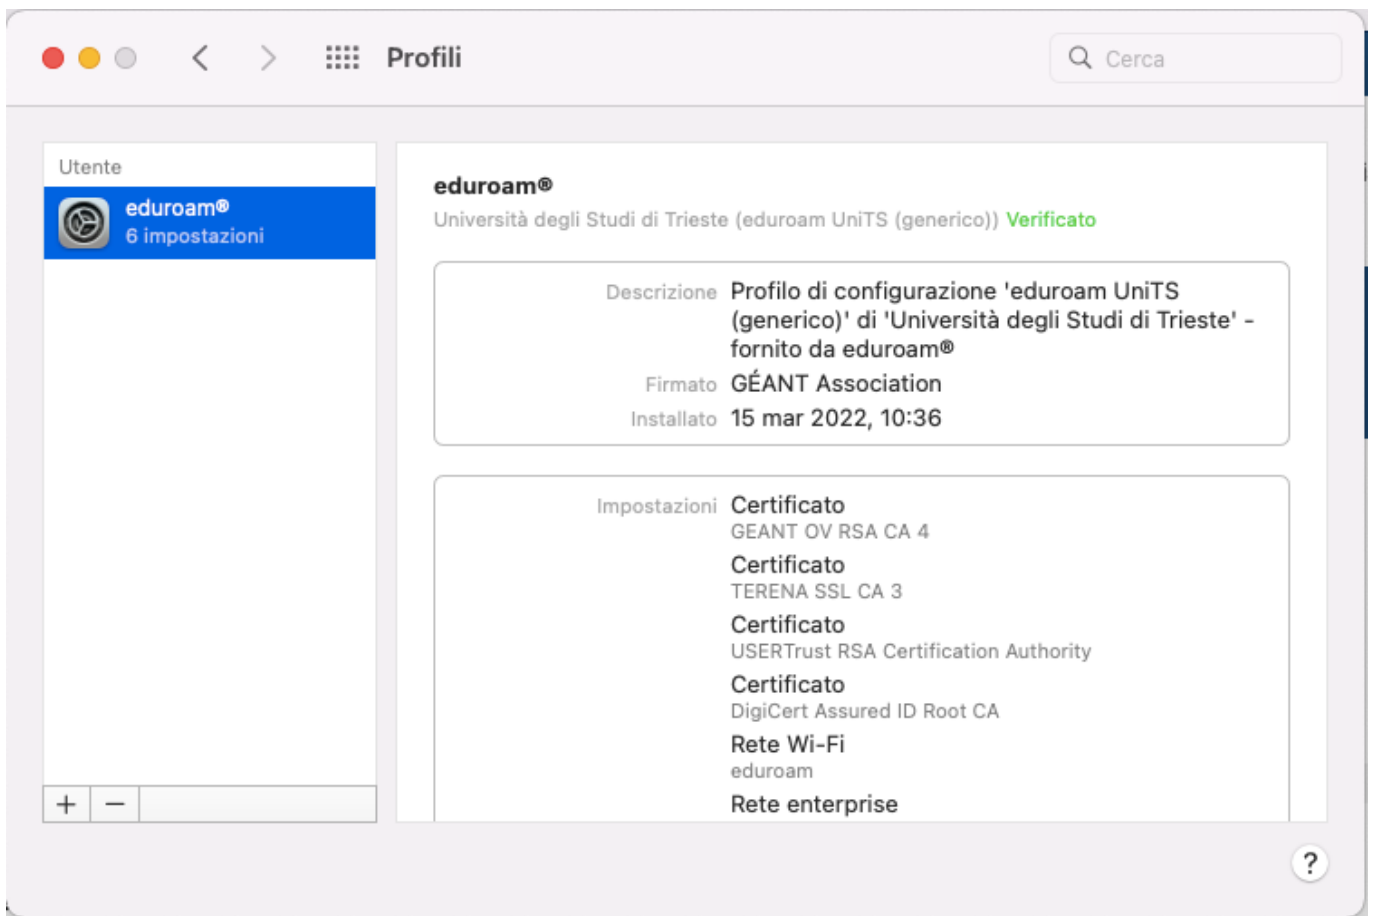 Profili
Cerca
Utente
eduroam®
6 impostazioni
eduroam®
Università degli Studi di Trieste (eduroam UniTS (generico)) Verificato
Descrizione Profilo di configurazione 'eduroam UniTS
(generico)' di 'Università degli Studi di Trieste' -
fornito da eduroam®
Firmato GÉANT Association
Installato 15 mar 2022, 10:36
Impostazioni Certificato
GEANT OV RSA CA 4
Certificato
TERENA SSL CA 3
Certificato
USERTrust RSA Certification Authority
Certificato
DigiCert Assured ID Root CA
Rete Wi-Fi
eduroam
Rete enterprise
+ −
?